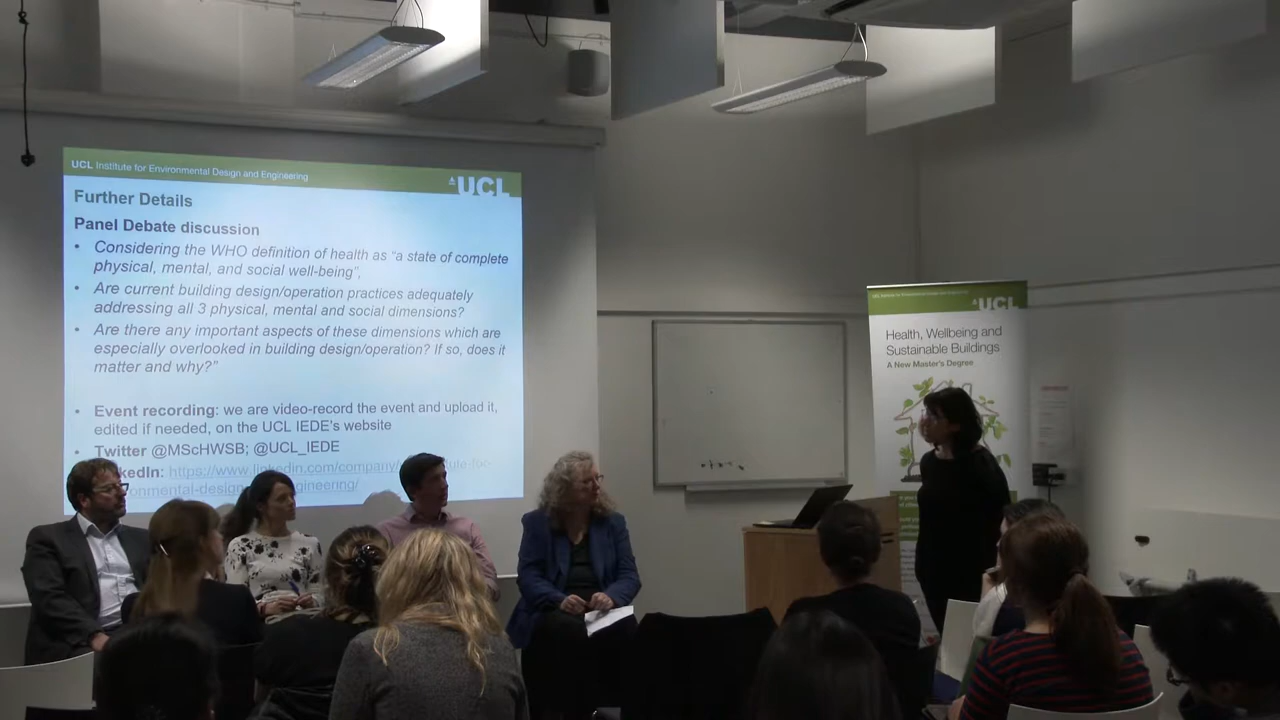 UCL Institute for Environmental Design and Engineering
UCL
Further Details
Panel Debate discussion
• Considering the WHO definition of health as "a state of complete
physical, mental, and social well-being",
• Are current building design/operation practices adequately
addressing all 3 physical, mental and social dimensions?
• Are there any important aspects of these dimensions which are
especially overlooked in building design/operation? If so, does it
matter and why?"
• Event recording: we are video-record the event and upload it,
edited if needed, on the UCL IEDE's website
• Twitter @MScHWSB; @UCL_IEDE
https://www.linkedin.com/company/
UCL
Health, Wellbeing and
Sustainable Buildings
A New Master's Degree